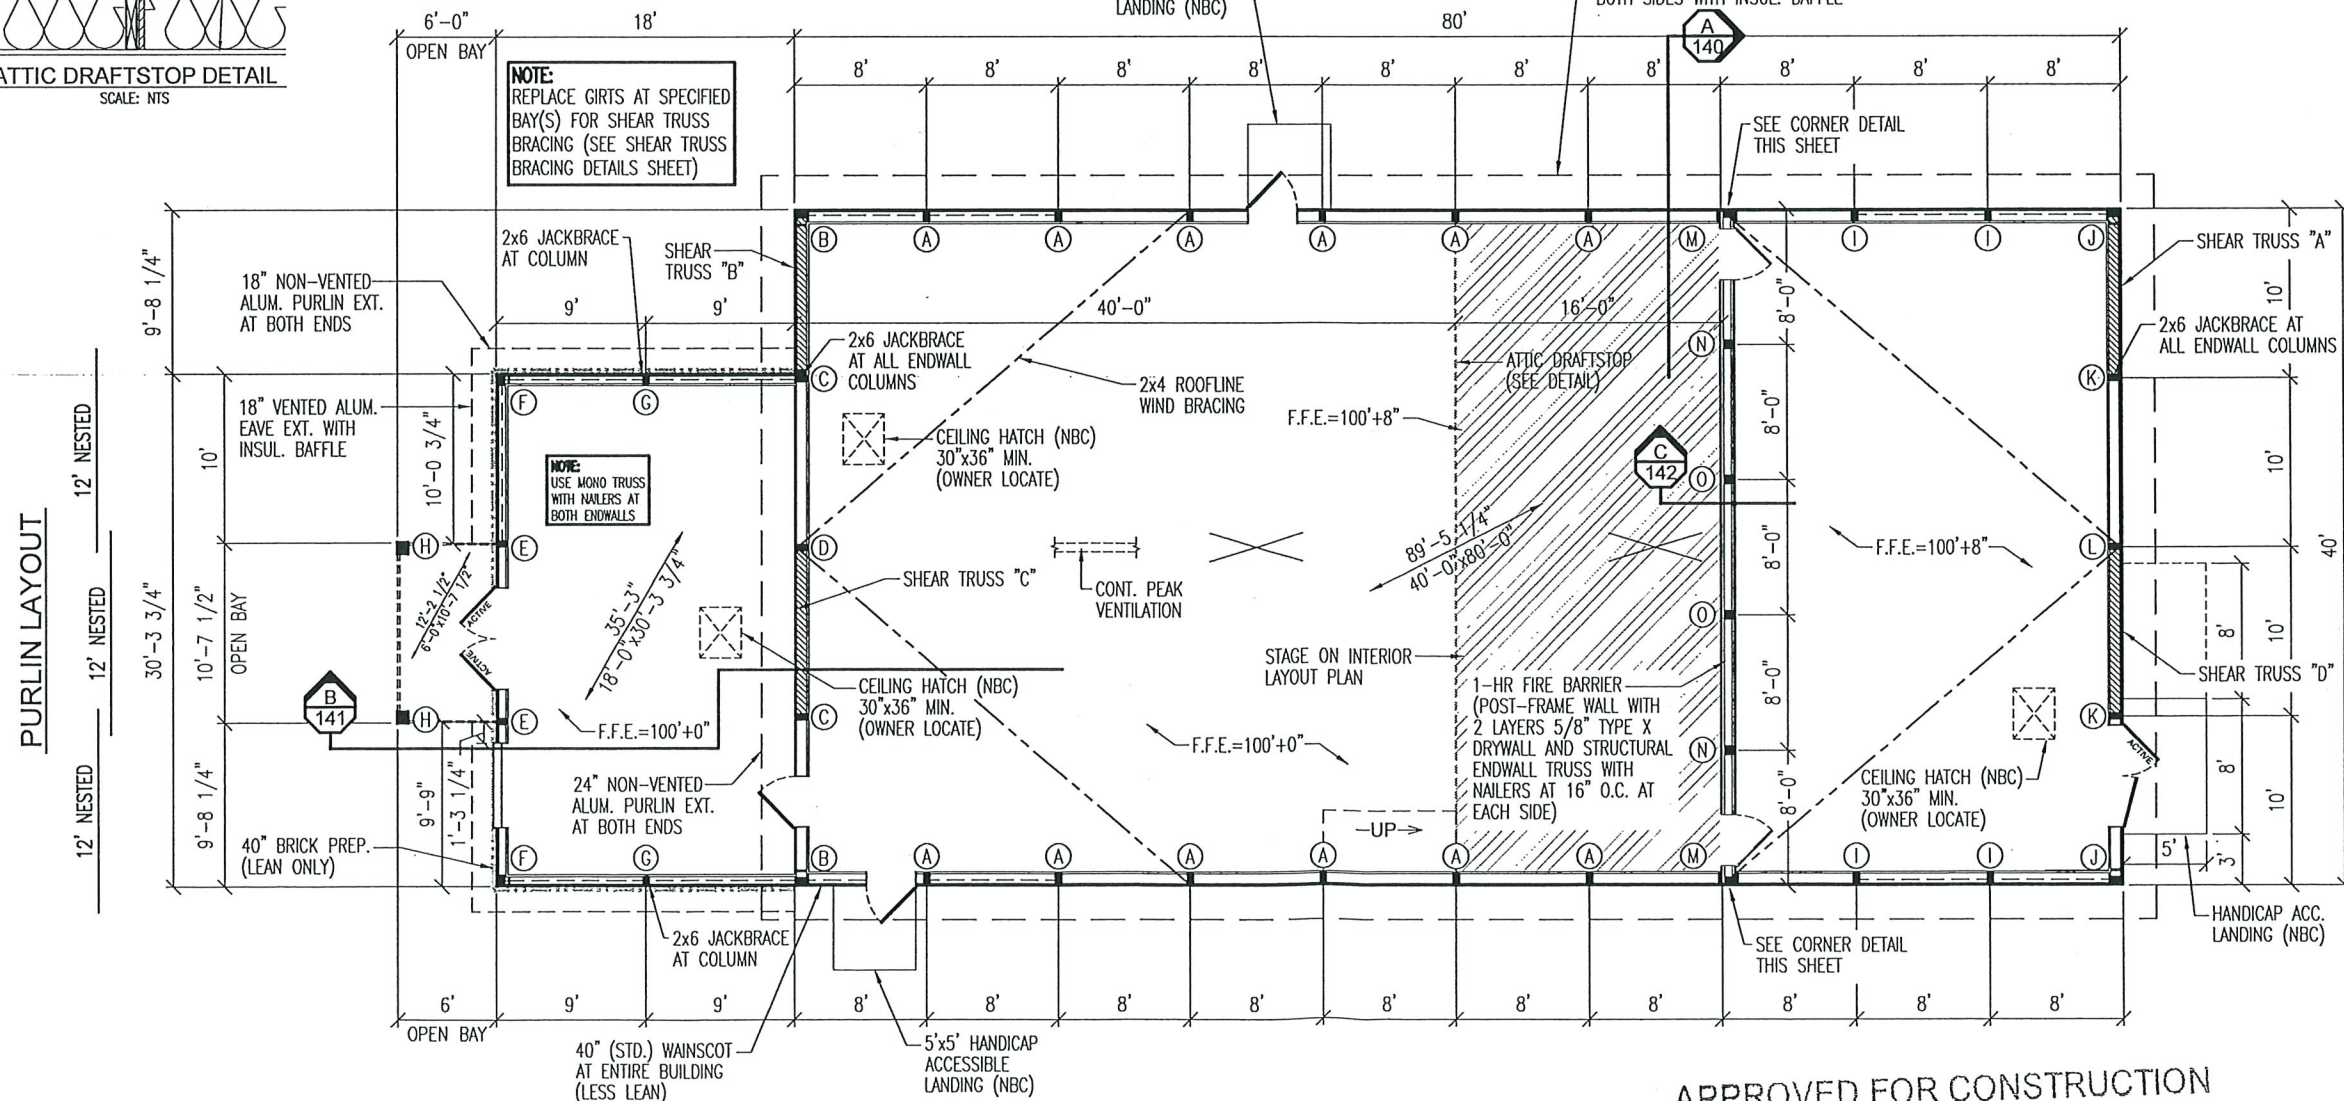 ATTIC DRAFTSTOP DETAIL
SCALE: NTS
LANDING (NBC)
BOTH SIDES WITH INSUL. BAFFLE
6'-0"
18'
80'
OPEN BAY
A
140
8'
8'
8'
8'
8'
8'
8'
8'
8'
8'
NOTE:
REPLACE GIRTS AT SPECIFIED
BAY(S) FOR SHEAR TRUSS
BRACING (SEE SHEAR TRUSS
BRACING DETAILS SHEET)
SEE CORNER DETAIL
THIS SHEET
2x6 JACKBRACE
AT COLUMN
SHEAR
TRUSS "B"
B
A
A
A
A
A
A
M
I
I
J
SHEAR TRUSS "A"
18" NON-VENTED
ALUM. PURLIN EXT.
AT BOTH ENDS
9'-8 1/4"
9'
9'
40'-0"
16'-0"
8'-0"
10'
2x6 JACKBRACE
AT ALL ENDWALL
COLUMNS
2x6 JACKBRACE AT
ALL ENDWALL COLUMNS
C
N
K
ATTIC DRAFTSTOP
(SEE DETAIL)
2x4 ROOFLINE
WIND BRACING
F
G
18" VENTED ALUM.
EAVE EXT. WITH
INSUL. BAFFLE
F.F.E.=100'+8"
8'-0"
CEILING HATCH (NBC)
30"x36" MIN.
(OWNER LOCATE)
12' NESTED
10'
10'-0 3/4"
NOTE:
USE MONO TRUSS
WITH NAILERS AT
BOTH ENDWALLS
C
142
O
10'
PURLIN LAYOUT
H
E
D
89'-5 1/4"
40'-0"x80'-0"
8'-0"
F.F.E.=100'+8"
L
40'
12'-2 1/2"
6'-0"x10'-7 1/2"
35'-3"
18'-0"x30'-3 3/4"
SHEAR TRUSS "C"
CONT. PEAK
VENTILATION
12' NESTED
30'-3 3/4"
10'-7 1/2"
OPEN BAY
ACTIVE
ACTIVE
O
8'
10'
STAGE ON INTERIOR
LAYOUT PLAN
SHEAR TRUSS "D"
B
141
CEILING HATCH (NBC)
30"x36" MIN.
(OWNER LOCATE)
1-HR FIRE BARRIER
(POST-FRAME WALL WITH
2 LAYERS 5/8" TYPE X
DRYWALL AND STRUCTURAL
ENDWALL TRUSS WITH
NAILERS AT 16" O.C. AT
EACH SIDE)
8'-0"
H
E
C
K
F.F.E.=100'+0"
F.F.E.=100'+0"
N
ACTIVE
12' NESTED
9'-8 1/4"
9'-9"
1'-3 1/4"
24" NON-VENTED
ALUM. PURLIN EXT.
AT BOTH ENDS
CEILING HATCH (NBC)
30"x36" MIN.
(OWNER LOCATE)
8'-0"
8'
10'
UP
40" BRICK PREP.
(LEAN ONLY)
F
G
B
A
A
A
A
A
A
M
I
I
J
5'
3'
2x6 JACKBRACE
AT COLUMN
SEE CORNER DETAIL
THIS SHEET
HANDICAP ACC.
LANDING (NBC)
6'
9'
9'
8'
8'
8'
8'
8'
8'
8'
8'
8'
8'
OPEN BAY
40" (STD.) WAINSCOT
AT ENTIRE BUILDING
(LESS LEAN)
5'x5' HANDICAP
ACCESSIBLE
LANDING (NBC)
APPROVED FOR CONSTRUCTION